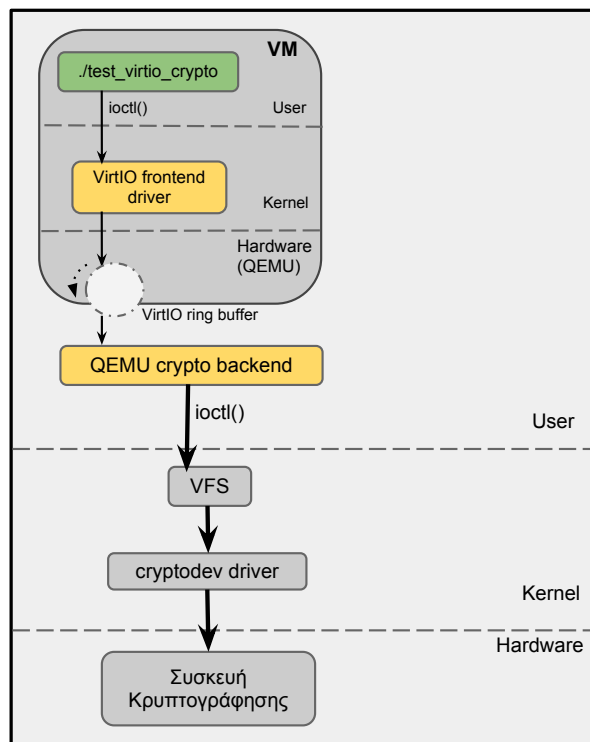 VM
./test_virtio_crypto
ioctl()
User
VirtIO frontend
driver
Kernel
Hardware
(QEMU)
VirtIO ring buffer
QEMU crypto backend
ioctl()
User
VFS
cryptodev driver
Kernel
Hardware
Συσκευή
Κρυπτογράφησης